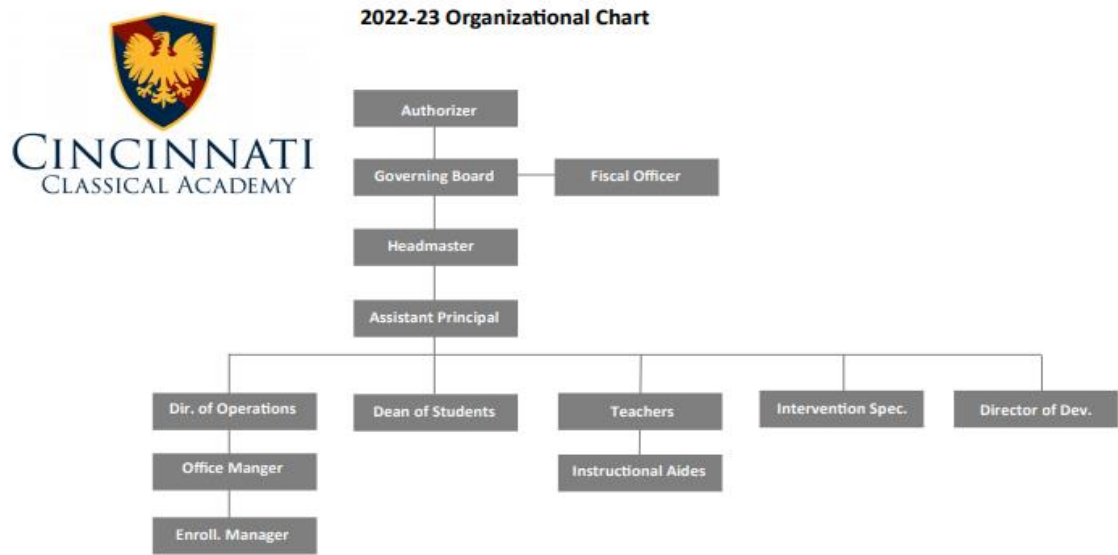 2022-23 Organizational Chart
CINCINNATI
CLASSICAL ACADEMY
Authorizer
Governing Board
Fiscal Officer
Headmaster
Assistant Principal
Dir. of Operations
Dean of Students
Teachers
Intervention Spec.
Director of Dev.
Office Manger
Instructional Aides
Enroll. Manager